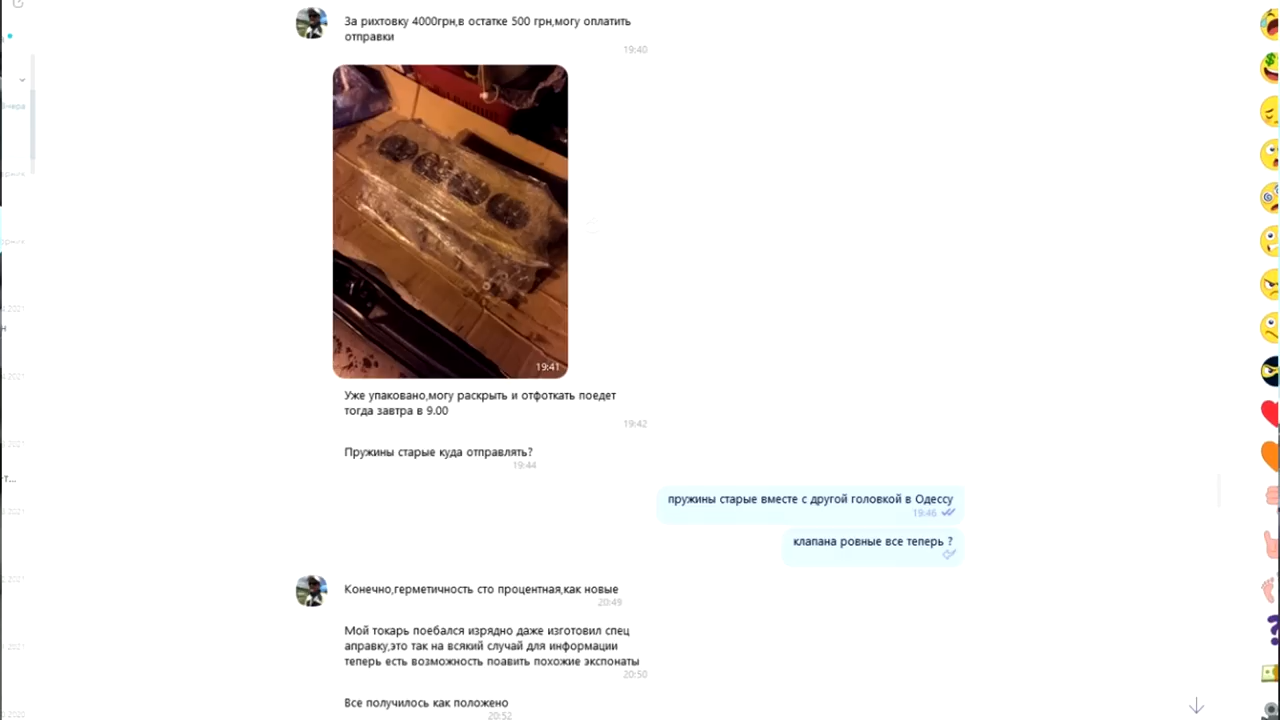 За рихтовку 4000грн,в остатке 500 грн,могу оплатить
отправки
19:40
19:41
Уже упаковано,могу раскрыть и отфоткать поедет
тогда завтра в 9.00
19:42
Пружины старые куда отправлять?
19:44
пружины старые вместе с другой головкой в Одессу
19:46
клапана ровные все теперь ?
Конечно,герметичность сто процентная,как новые
20:49
Мой токарь поебался изрядно даже изготовил спец
аправку,это так на всякий случай для информации
теперь есть возможность поавить похожие экспонаты
20:50
Все получилось как положено
20:52